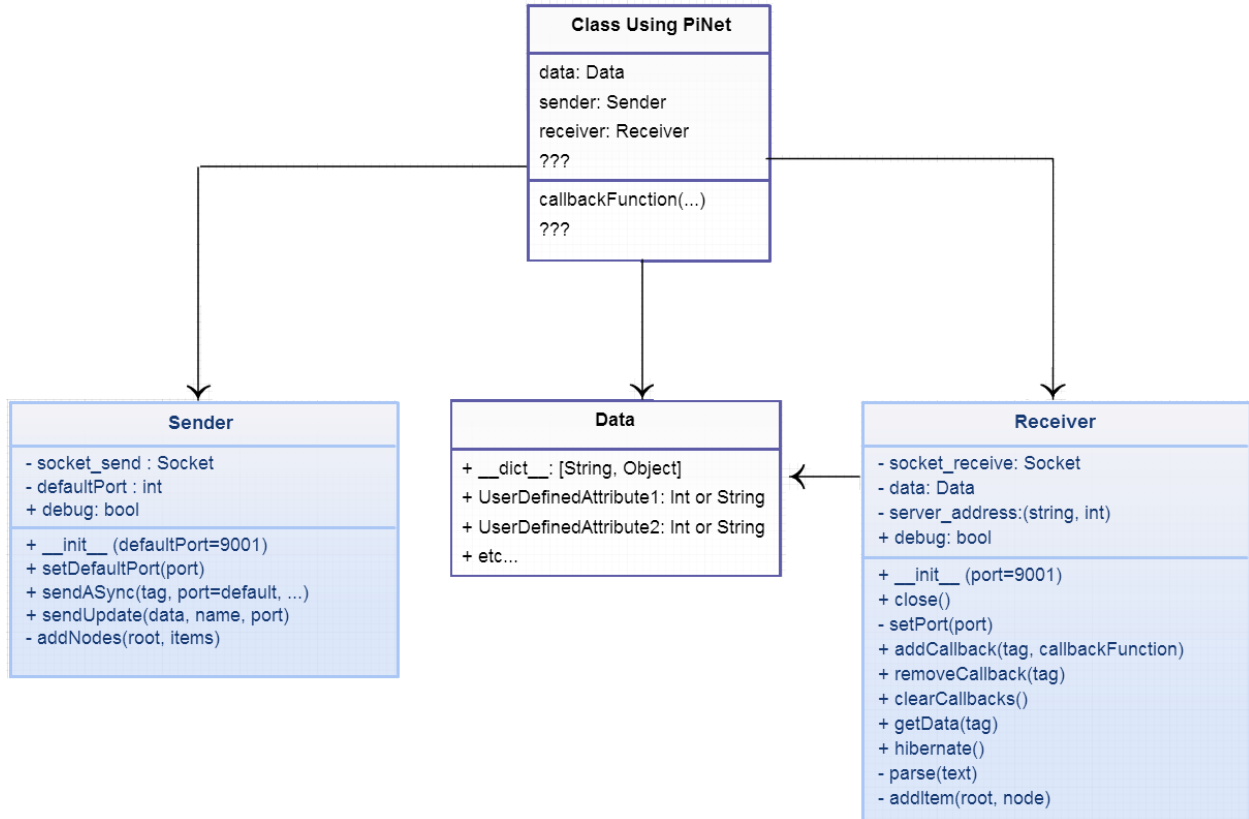 Class Using PiNet
data: Data
sender: Sender
receiver: Receiver
???
callbackFunction(...)
???
Sender
- socket_send : Socket
- defaultPort : int
+ debug: bool
+ __init__ (defaultPort=9001)
+ setDefaultPort(port)
+ sendASync(tag, port=default, ...)
+ sendUpdate(data, name, port)
- addNodes(root, items)
Data
+ __dict__: [String, Object]
+ UserDefinedAttribute1: Int or String
+ UserDefinedAttribute2: Int or String
+ etc...
Receiver
- socket_receive: Socket
- data: Data
- server_address:(string, int)
+ debug: bool
+ __init__ (port=9001)
+ close()
- setPort(port)
+ addCallback(tag, callbackFunction)
+ removeCallback(tag)
+ clearCallbacks()
+ getData(tag)
+ hibernate()
- parse(text)
- addItem(root, node)